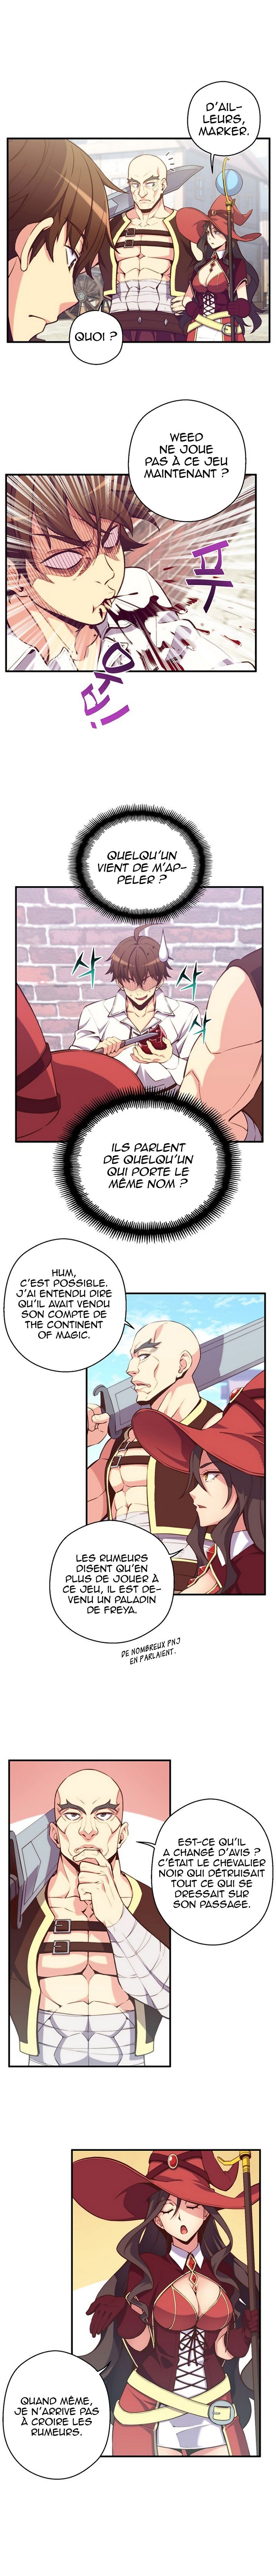 D'AIL-
LEURS,
MARKER.
QUOI ?
WEED
NE JOUE
PAS À CE JEU
MAINTENANT ?
푸
우웁!
QUELQU'UN
VIENT DE M'AP-
PELER ?
삭
삭
삭
ILS PARLENT
DE QUELQU'UN
QUI PORTE LE
MÊME NOM ?
HUM,
C'EST POSSIBLE.
J'AI ENTENDU DIRE
QU'IL AVAIT VENDU
SON COMPTE DE
THE CONTINENT
OF MAGIC.
LES RUMEURS
DISENT QU'EN
PLUS DE JOUER À
CE JEU, IL EST DE-
VENU UN PALADIN
DE FREYA.
DE NOMBREUX PNJ
EN PARLAIENT.
EST-CE QU'IL
A CHANGÉ D'AVIS ?
C'ÉTAIT LE CHEVALIER
NOIR QUI DÉTRUISAIT
TOUT CE QUI SE
DRESSAIT SUR
SON PASSAGE.
QUAND MÊME,
JE N'ARRIVE PAS
À CROIRE LES
RUMEURS.